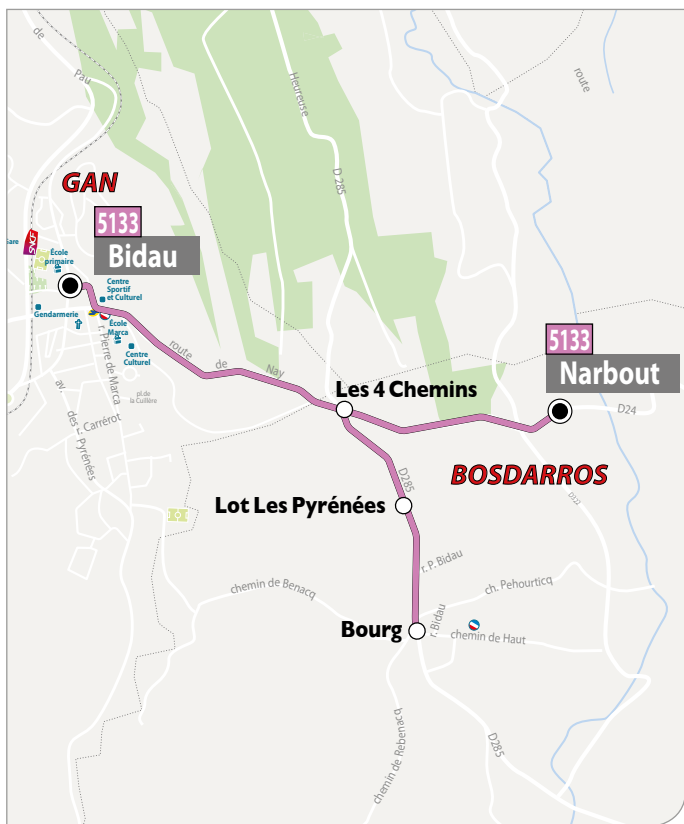 de
Pau
Heureuse
D 285
route
GAN
5133
Bidau
SNCF
École
primaire
Centre
Sportif
et Culturel
Gendarmerie
École
Marca
Centre
Culturel
r. Pierre de Marca
route
de
Nay
pl.de
la Cuillère
av.
des
Pyrénées
Carrérot
Les 4 Chemins
5133
Narbout
D24
BOSDARROS
D285
Lot Les Pyrénées
r. P. Bidau
chemin de Benacq
ch. Pehourticq
Bourg
r. Bidau
chemin de Haut
chemin de Rebenacq
D285